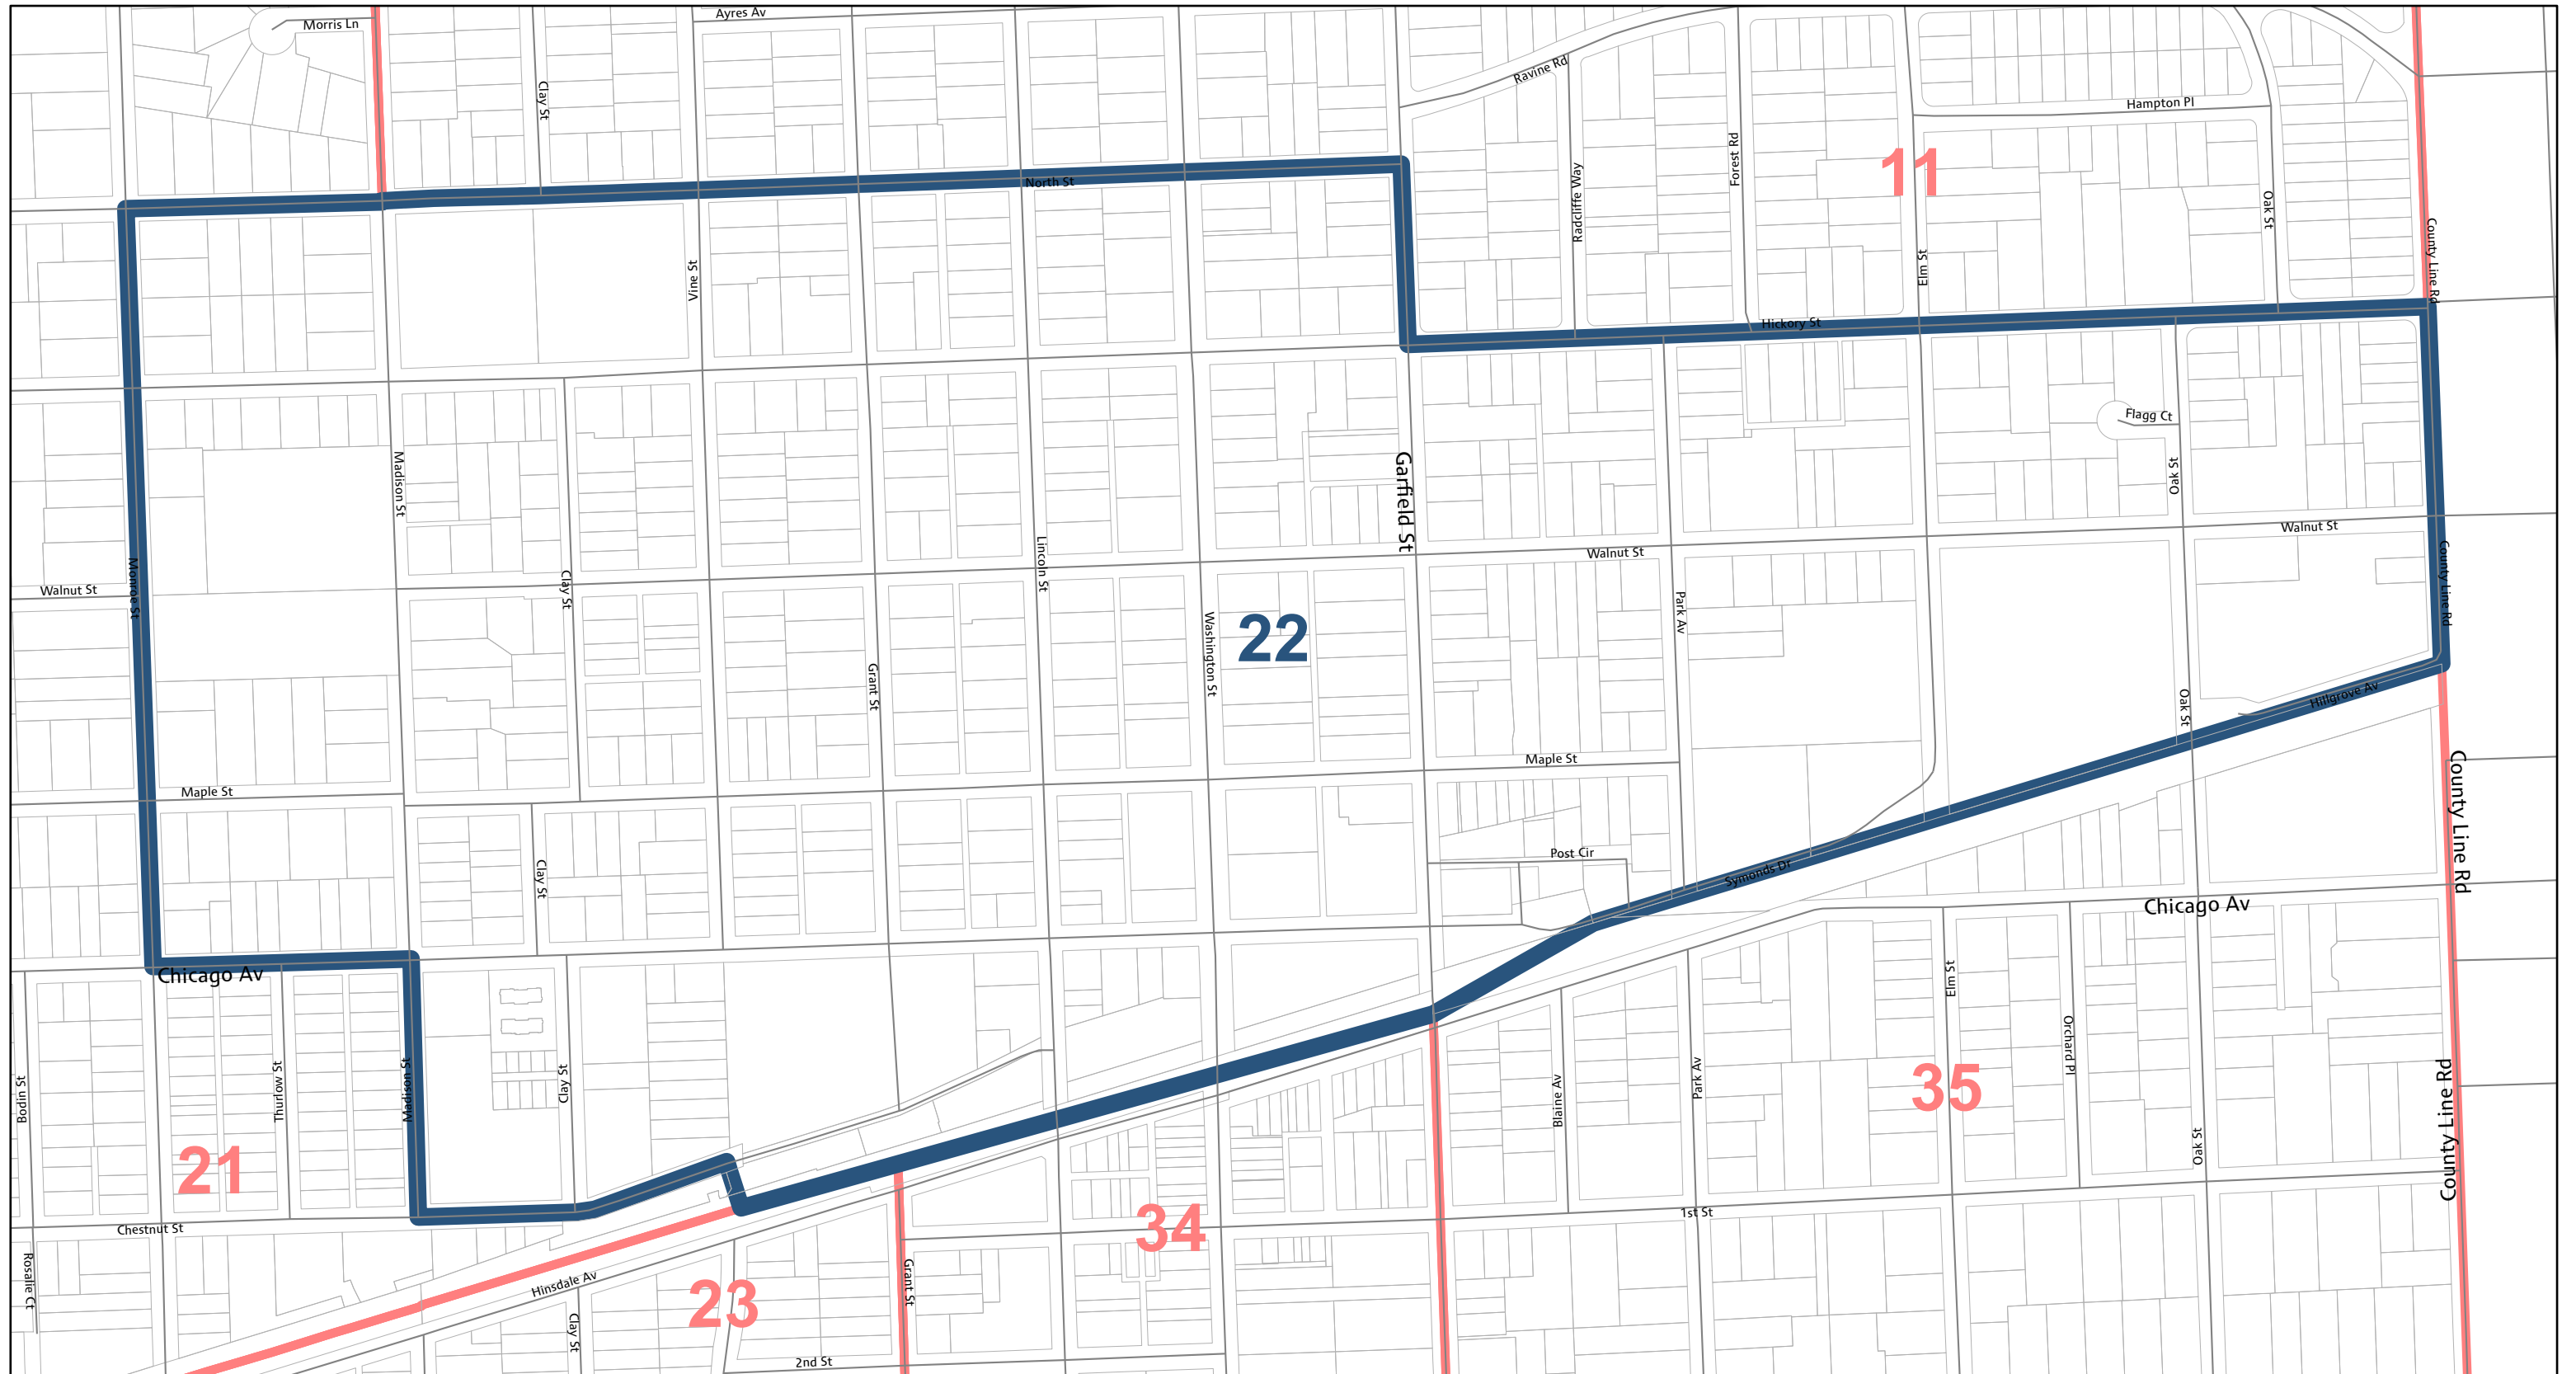 Morris Ln
Ayres Av
Clay St
Ravine Rd
Hampton Pl
Forest Rd
11
Radcliffe Way
North St
Oak St
Elm St
County Line Rd
Vine St
Hickory St
Flagg Ct
Madison St
Garfield St
Oak St
Walnut St
Walnut St
Lincoln St
County Line Rd
Monroe St
Walnut St
Clay St
Park Av
22
Washington St
Grant St
Hillgrove Av
Oak St
Maple St
Maple St
County Line Rd
Post Cir
Symonds Dr
Clay St
Chicago Av
Chicago Av
Elm St
Orchard Pl
Bodin St
Thurlow St
Madison St
Clay St
Blaine Av
Park Av
35
County Line Rd
Oak St
21
34
1st St
Chestnut St
Rosalie Ct
Hinsdale Av
23
Grant St
Clay St
2nd St